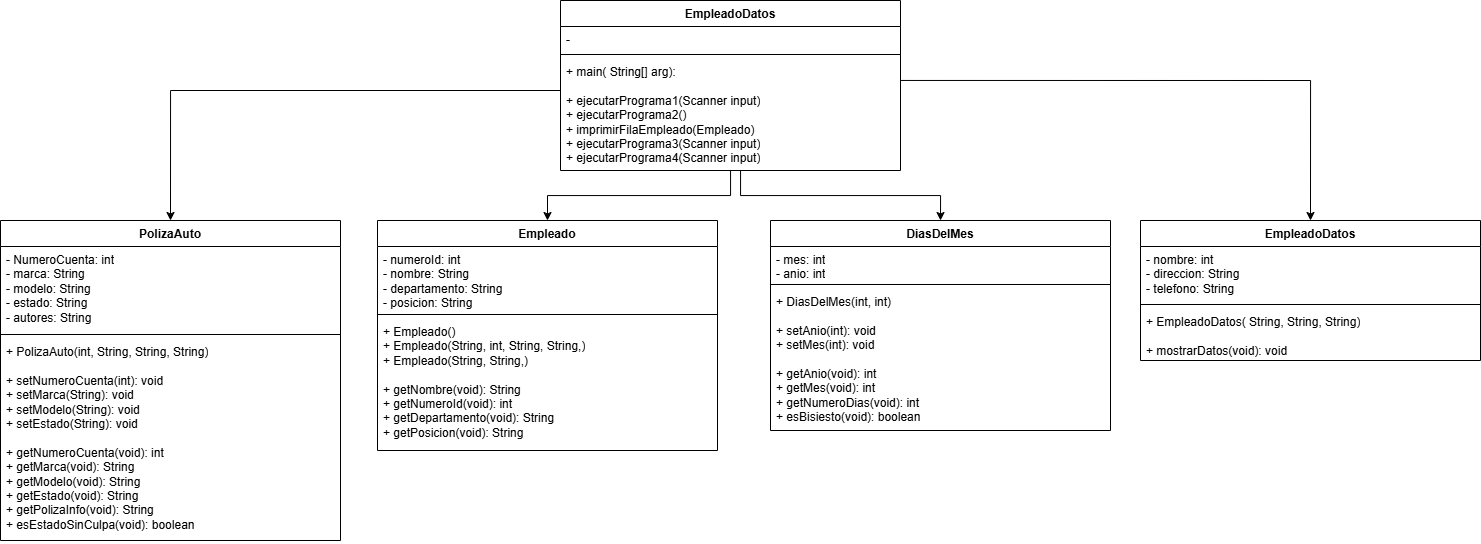 EmpleadoDatos
-
+ main( String[] arg):
+ ejecutarPrograma1(Scanner input)
+ ejecutarPrograma2()
+ imprimirFilaEmpleado(Empleado)
+ ejecutarPrograma3(Scanner input)
+ ejecutarPrograma4(Scanner input)
PolizaAuto
- NumeroCuenta: int
- marca: String
- modelo: String
- estado: String
- autores: String
+ PolizaAuto(int, String, String, String)
+ setNumeroCuenta(int): void
+ setMarca(String): void
+ setModelo(String): void
+ setEstado(String): void
+ getNumeroCuenta(void): int
+ getMarca(void): String
+ getModelo(void): String
+ getEstado(void): String
+ getPolizaInfo(void): String
+ esEstadoSinCulpa(void): boolean
Empleado
- numeroId: int
- nombre: String
- departamento: String
- posicion: String
+ Empleado()
+ Empleado(String, int, String, String,)
+ Empleado(String, String,)
+ getNombre(void): String
+ getNumeroId(void): int
+ getDepartamento(void): String
+ getPosicion(void): String
DiasDelMes
- mes: int
- anio: int
+ DiasDelMes(int, int)
+ setAnio(int): void
+ setMes(int): void
+ getAnio(void): int
+ getMes(void): int
+ getNumeroDias(void): int
+ esBisiesto(void): boolean
EmpleadoDatos
- nombre: int
- direccion: String
- telefono: String
+ EmpleadoDatos( String, String, String)
+ mostrarDatos(void): void